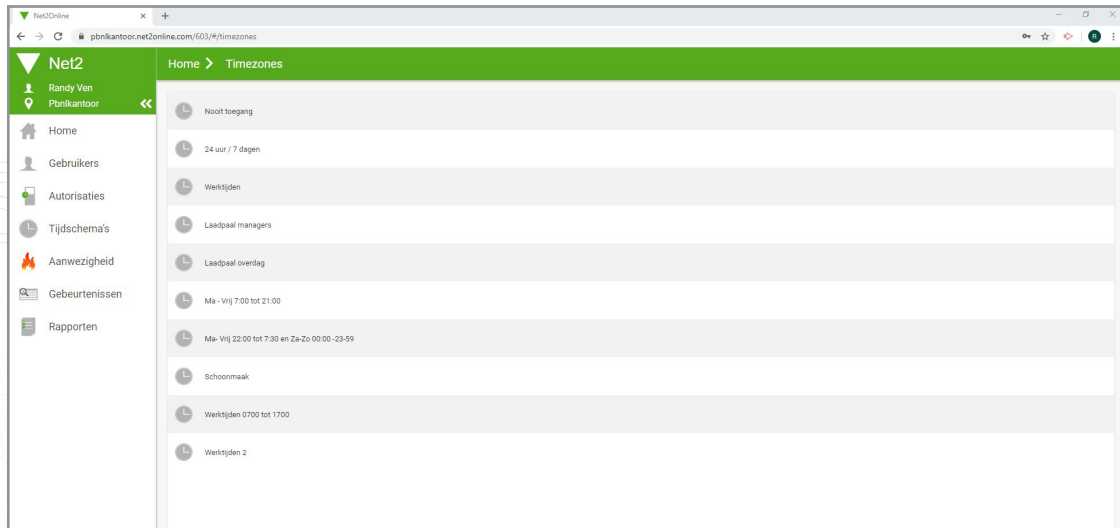 Net2Online
pbnlkantoor.net2online.com/603/#/timezones
R
Net2
Home > Timezones
Randy Ven
Pbnlkantoor
Home
Gebruikers
Autorisaties
Tijdschema's
Aanwezigheid
Gebeurtenissen
Rapporten
Nooit toegang
24 uur / 7 dagen
Werktijden
Laadpaal managers
Laadpaal overdag
Ma - Vrij 7:00 tot 21:00
Ma- Vrij 22:00 tot 7:30 en Za-Zo 00:00 -23-59
Schoonmaak
Werktijden 0700 tot 1700
Werktijden 2